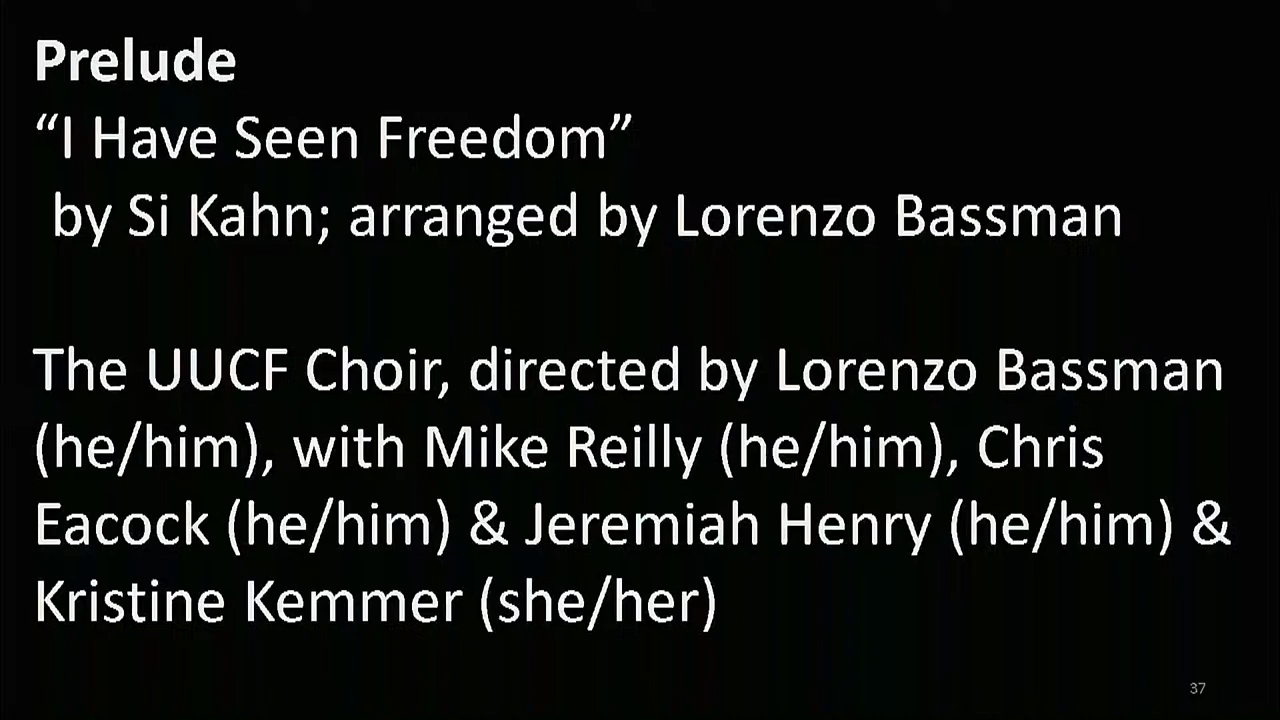 Prelude
“I Have Seen Freedom”
by Si Kahn; arranged by Lorenzo Bassman
The UUCF Choir, directed by Lorenzo Bassman
(he/him), with Mike Reilly (he/him), Chris
Eacock (he/him) & Jeremiah Henry (he/him) &
Kristine Kemmer (she/her)
37